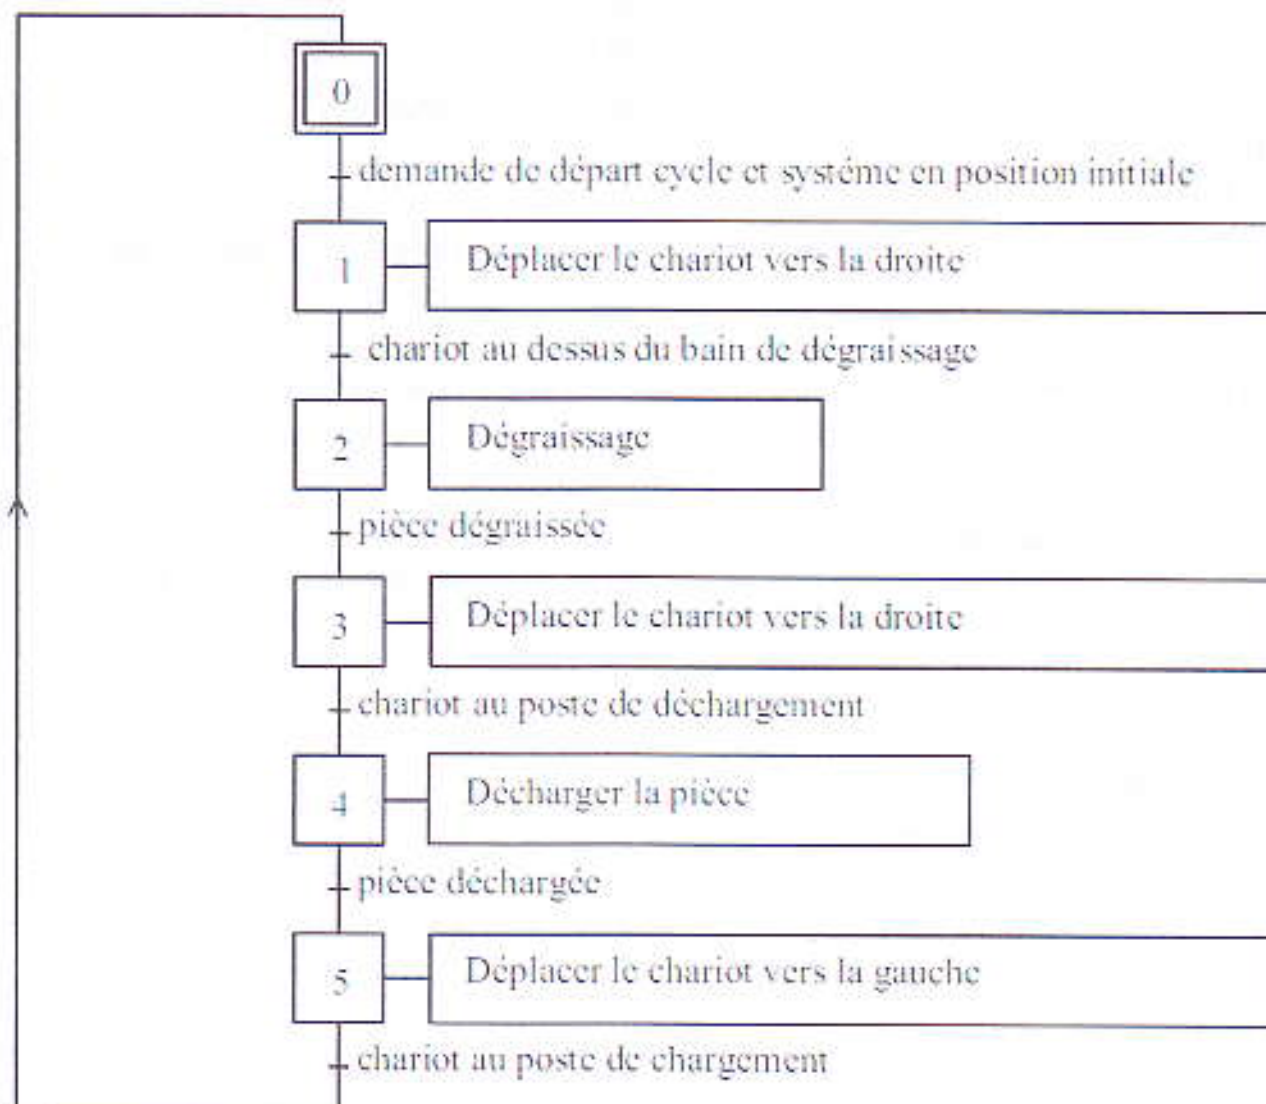 0
demande de départ cycle et système en position initiale
1
Déplacer le chariot vers la droite
chariot au dessus du bain de dégraissage
2
Dégraissage
pièce dégraissée
3
Déplacer le chariot vers la droite
chariot au poste de déchargement
4
Décharger la pièce
pièce déchargée
5
Déplacer le chariot vers la gauche
chariot au poste de chargement